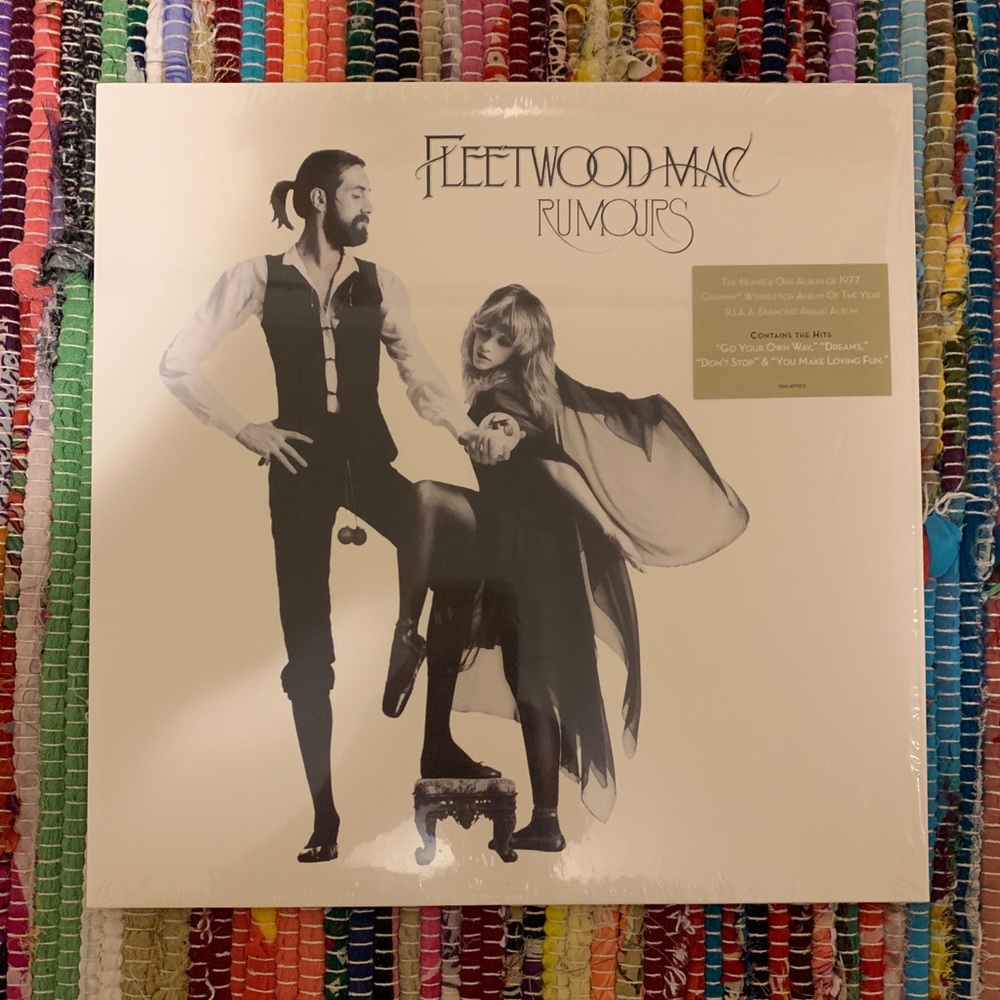 FLEETWOOD MAC
RUMOURS
THE NUMBER ONE ALBUM OF 1977
GRAMMY® WINNER FOR ALBUM OF THE YEAR
R.I.A.A. DIAMOND AWARD ALBUM
CONTAINS THE HITS
"GO YOUR OWN WAY," "DREAMS,"
"DON'T STOP" & "YOU MAKE LOVING FUN."